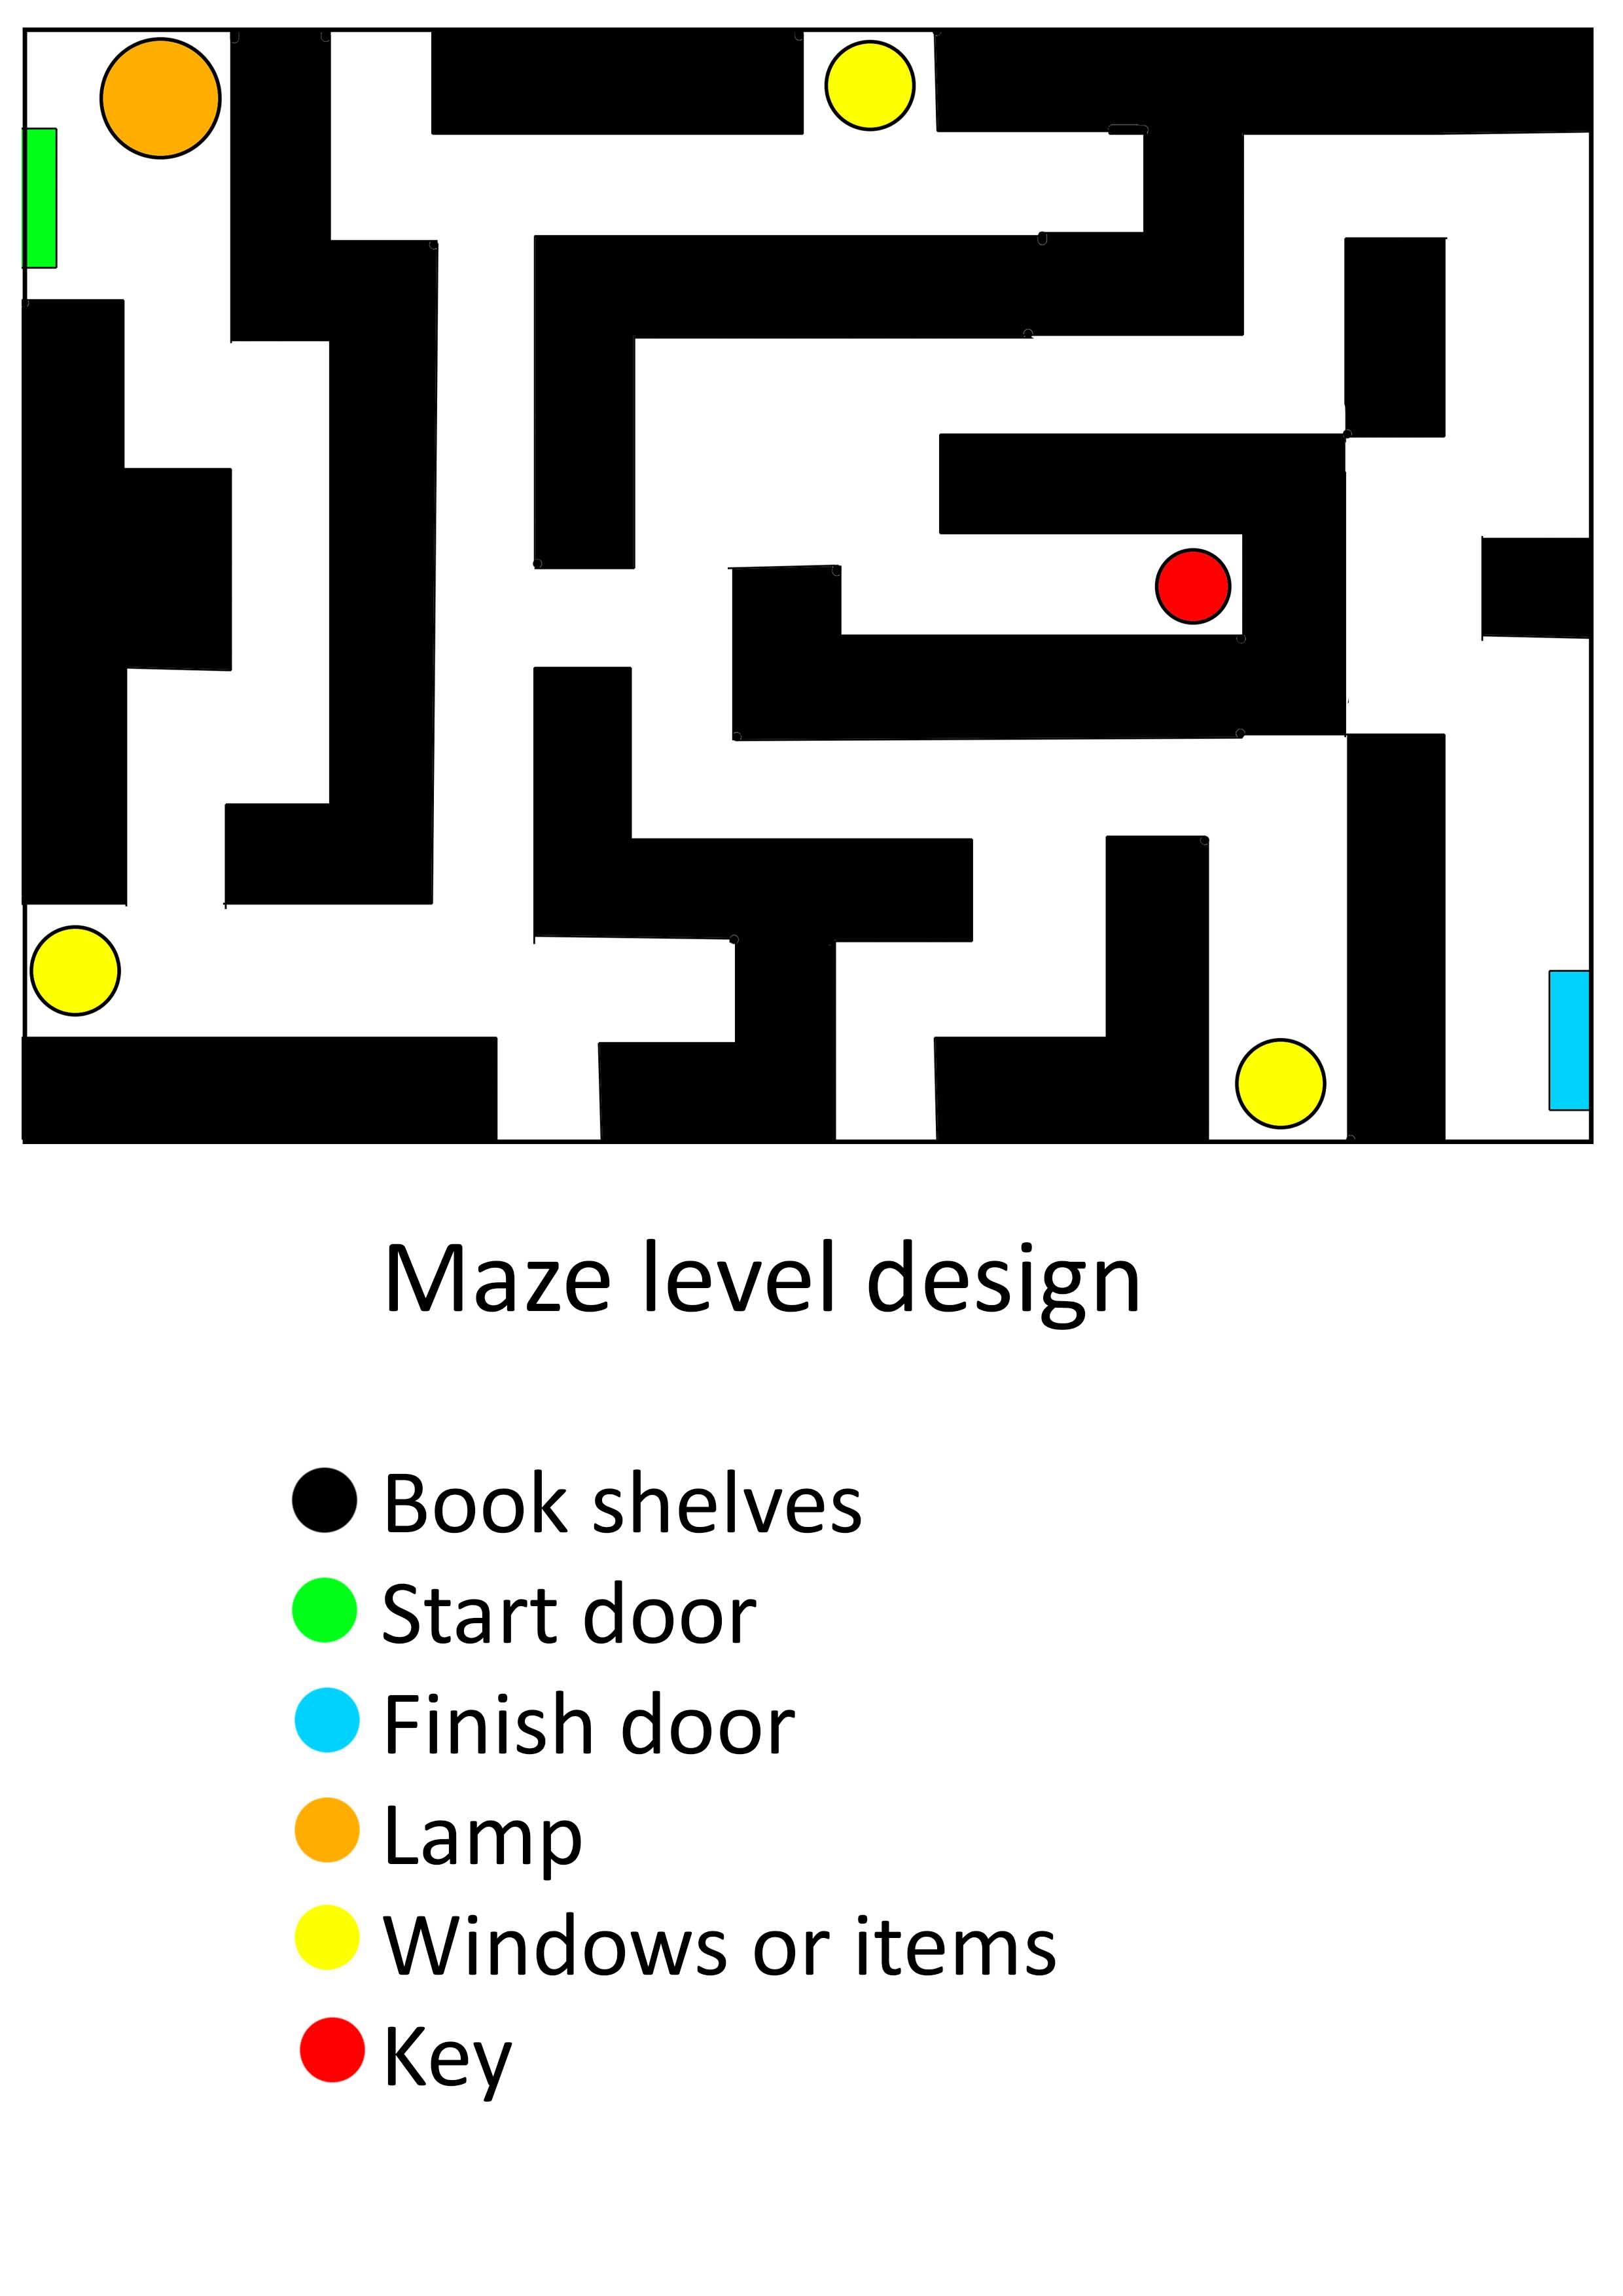 Maze level design
Book shelves
Start door
Finish door
Lamp
Windows or items
Key